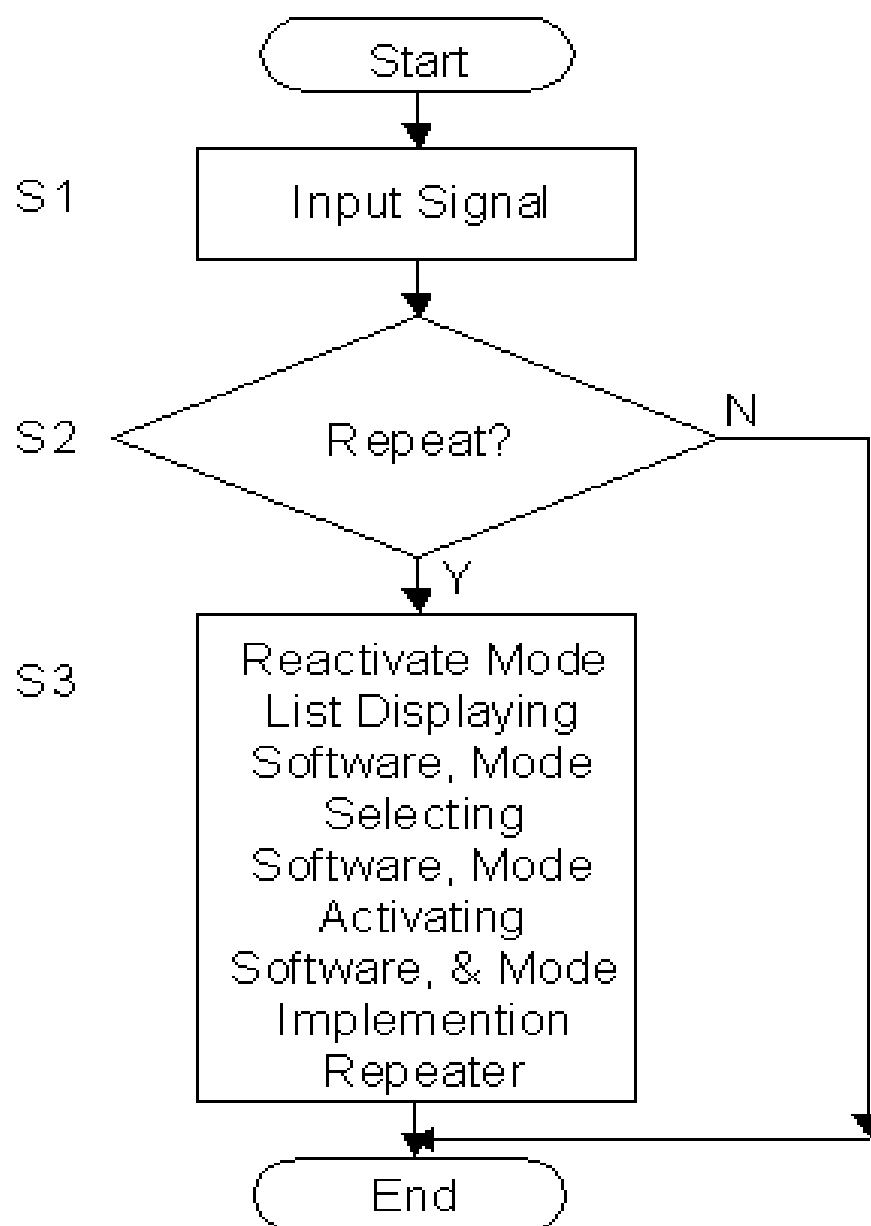 Start
S1
Input Signal
S2
Repeat?
N
Y
S3
Reactivate Mode
List Displaying
Software, Mode
Selecting
Software, Mode
Activating
Software, & Mode
Implemention
Repeater
End